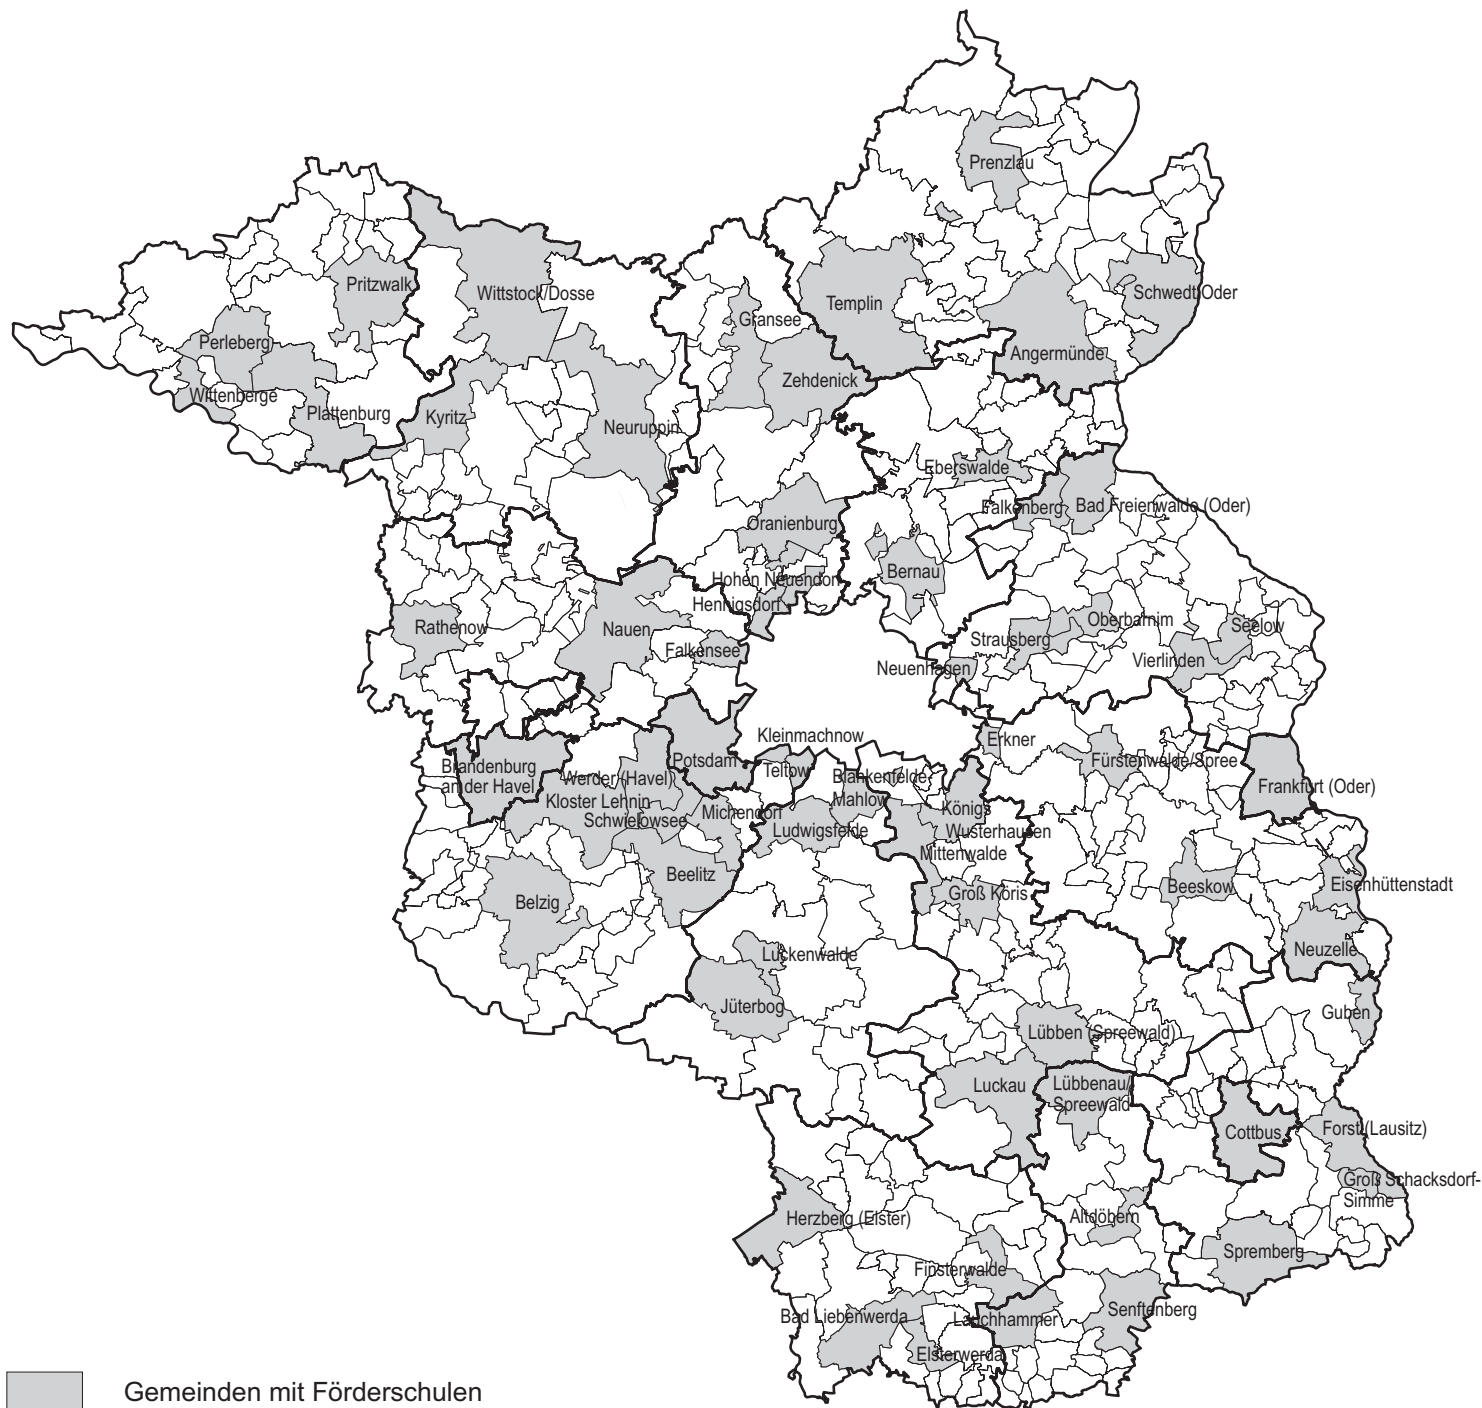 Prenzlau
Pritzwalk
Wittstock/Dosse
Schwedt/Oder
Templin
Gransee
Perleberg
Angermünde
Zehdenick
Wittenberge
Plattenburg
Kyritz
Neuruppin
Eberswalde
Falkenberg
Bad Freienwalde (Oder)
Oranienburg
Bernau
Hohen Neuendorf
Hennigsdorf
Rathenow
Nauen
Falkensee
Strausberg
Oberbarnim
Seelow
Vierlinden
Neuenhagen
Kleinmachnow
Erkner
Potsdam
Teltow
Fürstenwalde/Spree
Brandenburg
an der Havel
Werder (Havel)
Blankenfelde-
Mahlow
Frankfurt (Oder)
Kloster Lehnin
Schwielowsee
Michendorf
Ludwigsfelde
Königs
Wusterhausen
Mittenwalde
Beelitz
Belzig
Groß Köris
Beeskow
Eisenhüttenstadt
Neuzelle
Luckenwalde
Jüterbog
Guben
Lübben (Spreewald)
Luckau
Lübbenau/
Spreewald
Cottbus
Forst (Lausitz)
Groß Schacksdorf-
Simme
Herzberg (Elster)
Altdöbern
Spremberg
Finsterwalde
Bad Liebenwerda
Lauchhammer
Senftenberg
Elsterwerda
Gemeinden mit Förderschulen